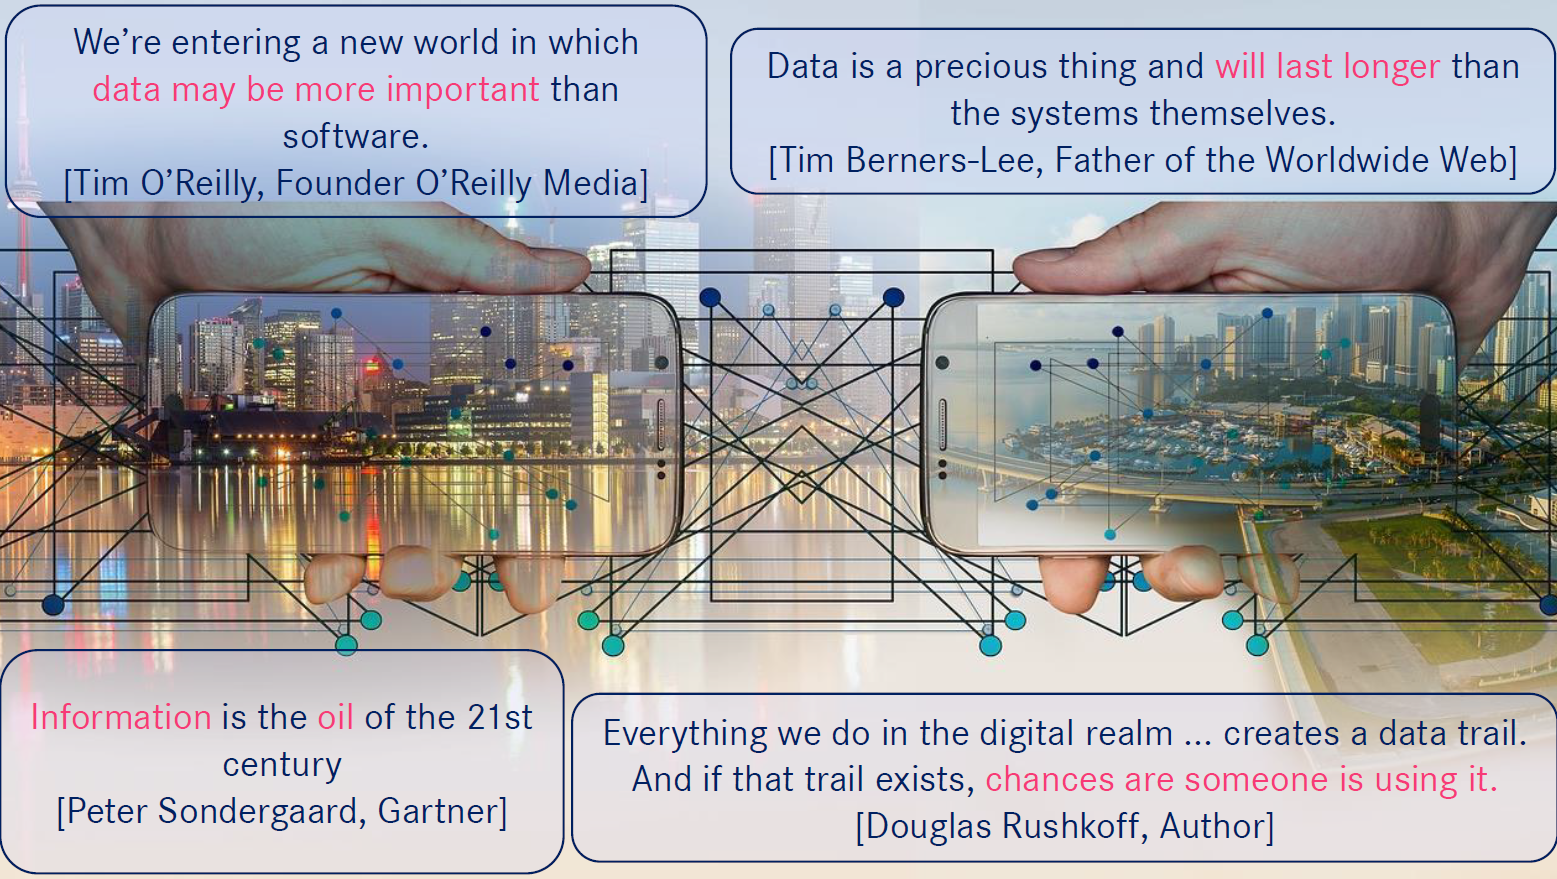 We’re entering a new world in which
data may be more important than
software.
[Tim O’Reilly, Founder O’Reilly Media]
Data is a precious thing and will last longer than
the systems themselves.
[Tim Berners-Lee, Father of the Worldwide Web]
Information is the oil of the 21st
century
[Peter Sondergaard, Gartner]
Everything we do in the digital realm ... creates a data trail.
And if that trail exists, chances are someone is using it.
[Douglas Rushkoff, Author]